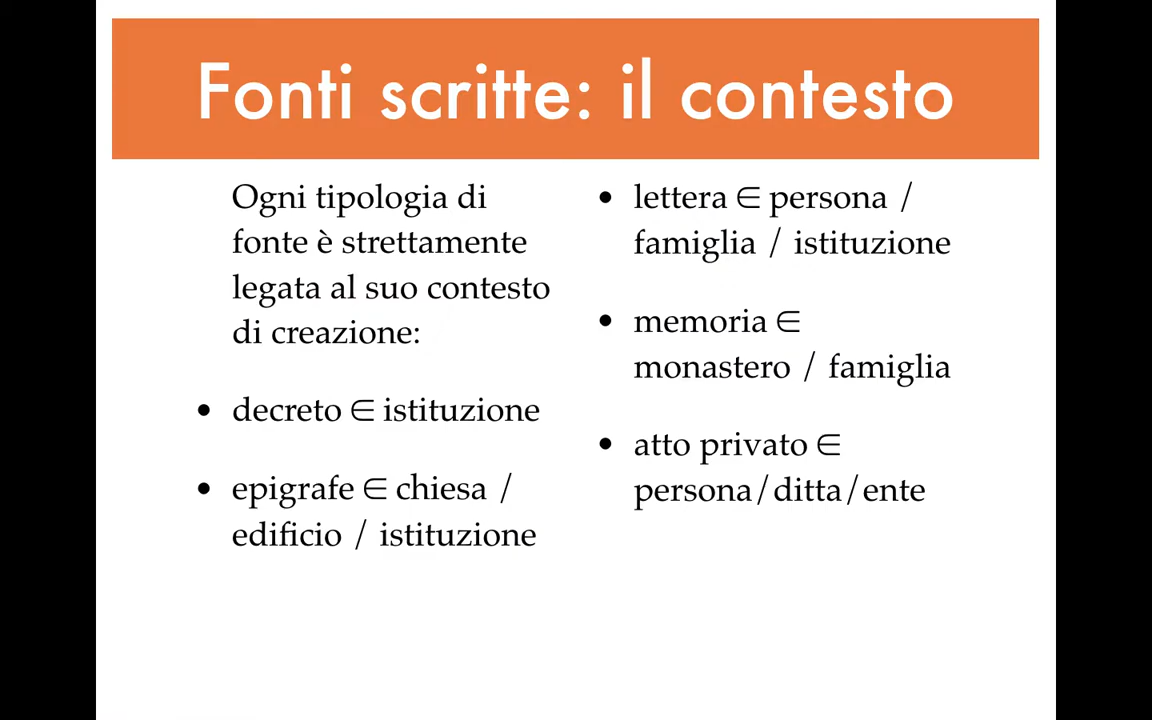 Fonti scritte: il contesto
Ogni tipologia di
fonte è strettamente
legata al suo contesto
di creazione:
• decreto ∈ istituzione
• epigrafe ∈ chiesa /
edificio / istituzione
• lettera ∈ persona /
famiglia / istituzione
• memoria ∈
monastero / famiglia
• atto privato ∈
persona/ditta/ente